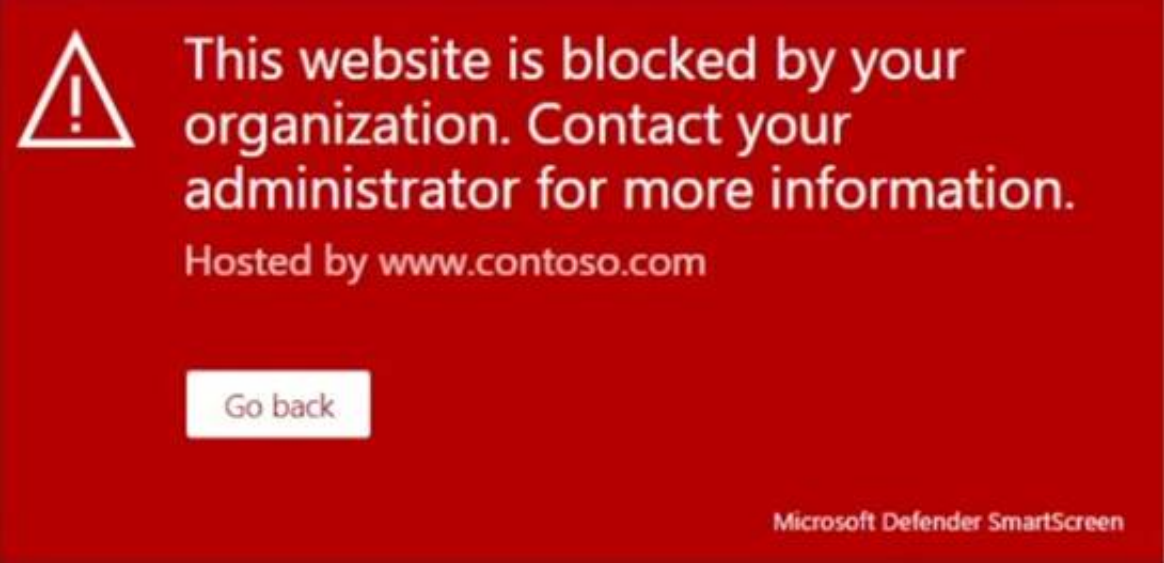 This website is blocked by your
organization. Contact your
administrator for more information.
Hosted by www.contoso.com
Go back
Microsoft Defender SmartScreen